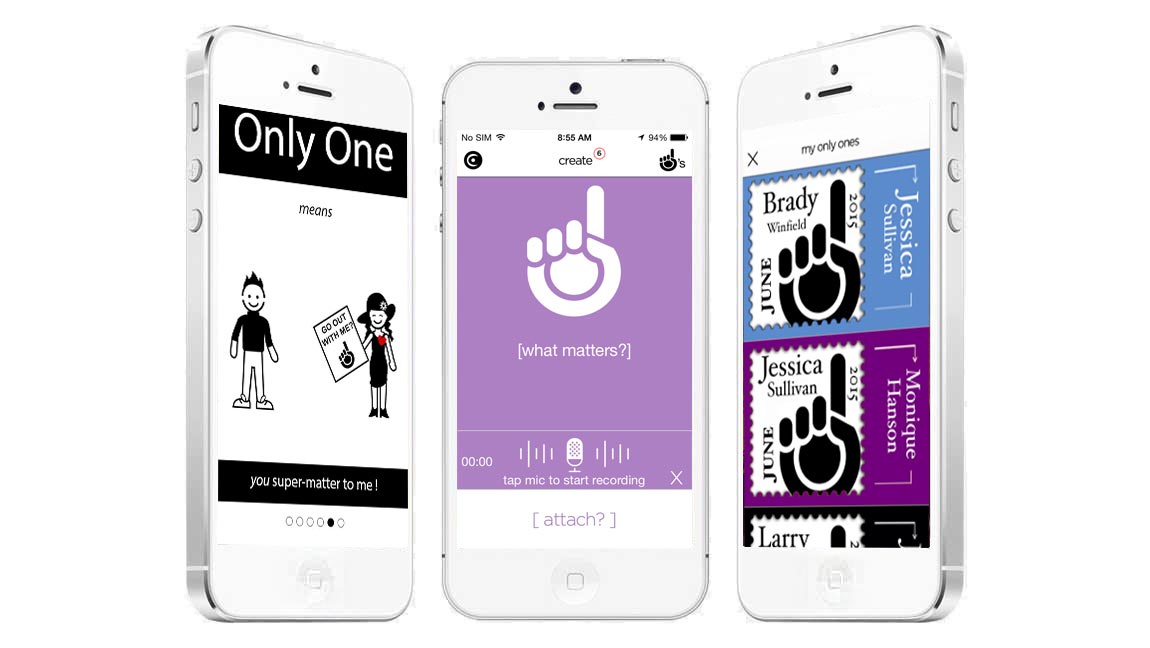 Only One
means
GO OUT
WITH ME?
you super-matter to me !
No SIM
8:55 AM
94%
create
6
's
[what matters?]
00:00
tap mic to start recording
X
[ attach? ]
my only ones
X
Brady
Winfield
JUNE
2015
Jessica
Sullivan
Jessica
Sullivan
JUNE
2015
Monique
Hanson
Larry